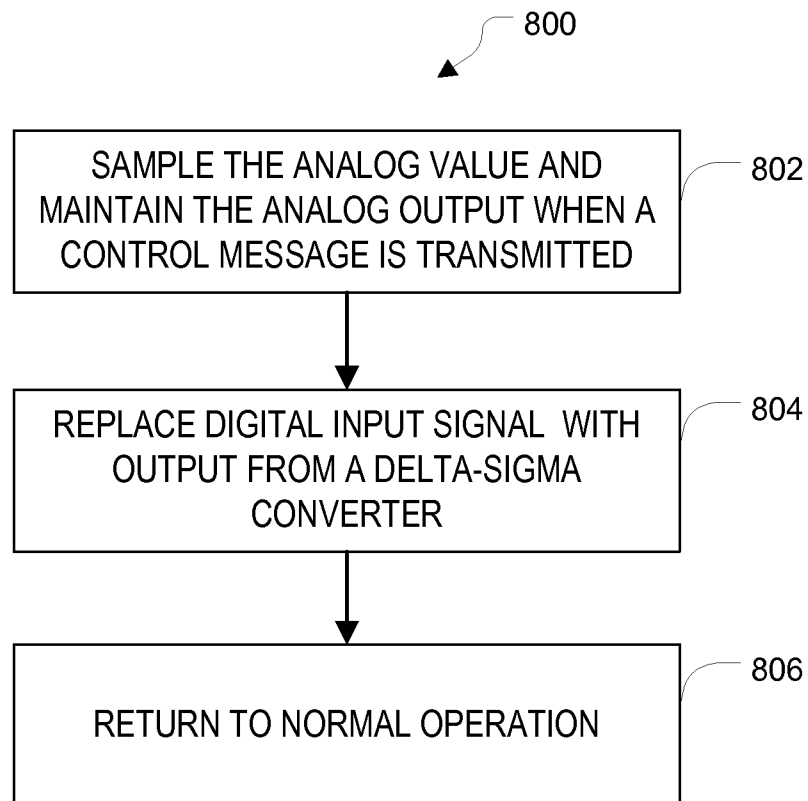 800
SAMPLE THE ANALOG VALUE AND
MAINTAIN THE ANALOG OUTPUT WHEN A
CONTROL MESSAGE IS TRANSMITTED
802
REPLACE DIGITAL INPUT SIGNAL WITH
OUTPUT FROM A DELTA-SIGMA
CONVERTER
804
RETURN TO NORMAL OPERATION
806